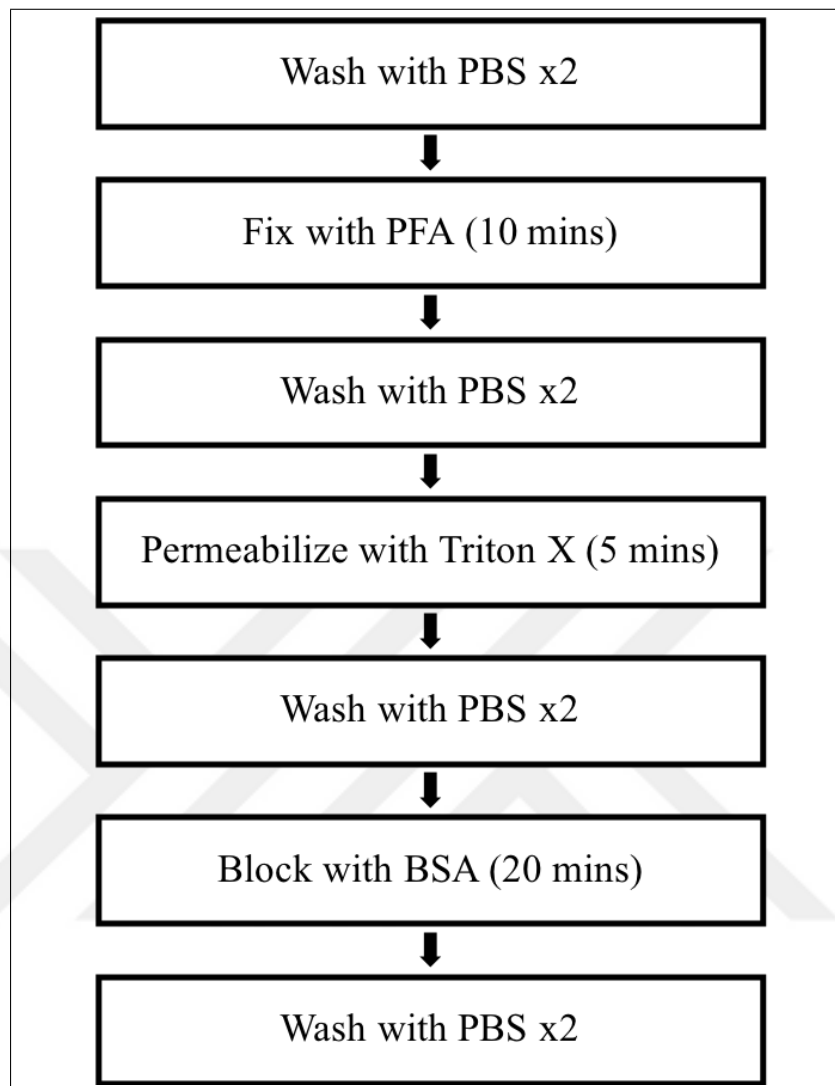 Wash with PBS x2
Fix with PFA (10 mins)
Wash with PBS x2
Permeabilize with Triton X (5 mins)
Wash with PBS x2
Block with BSA (20 mins)
Wash with PBS x2